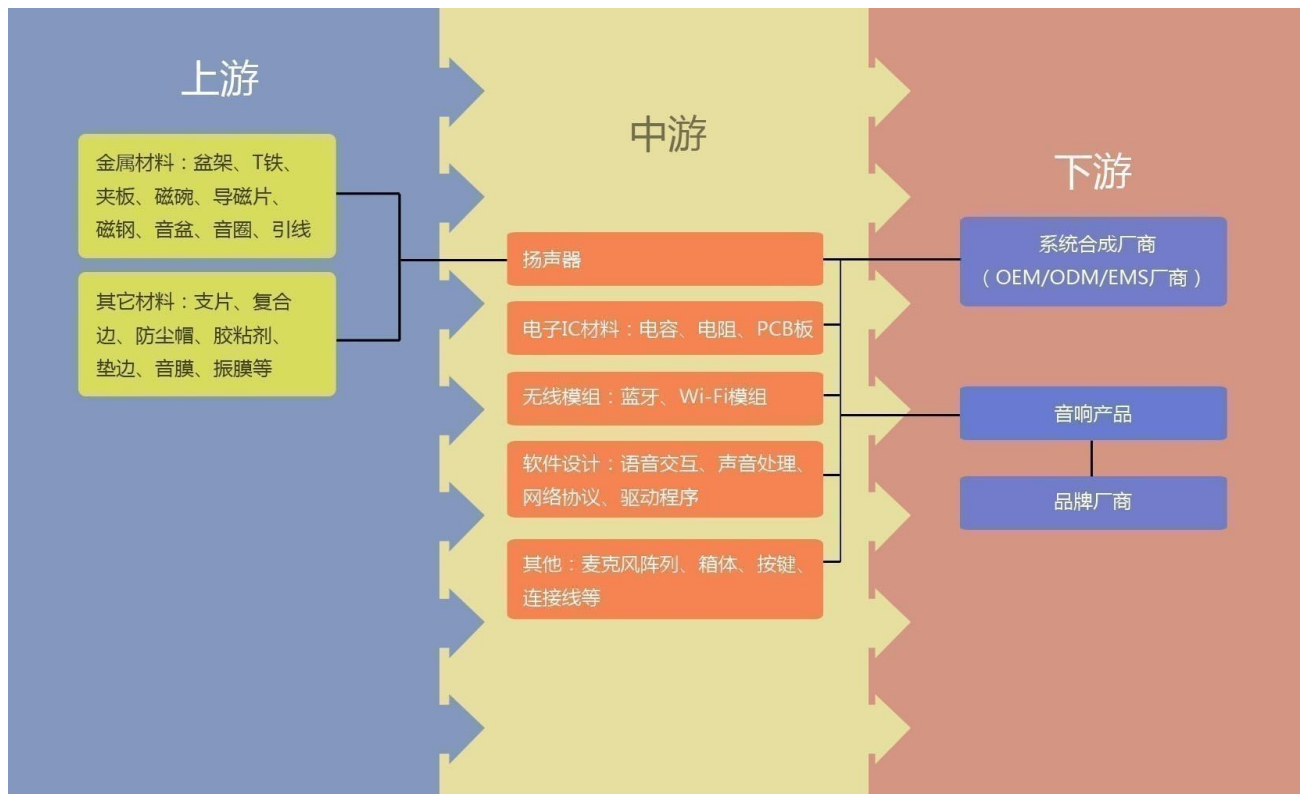 上游
金属材料：盆架、T铁、
夹板、磁碗、导磁片、
磁钢、音盆、音圈、引线
其它材料：支片、复合
边、防尘帽、胶粘剂、
垫边、音膜、振膜等
中游
扬声器
电子IC材料：电容、电阻、PCB板
无线模组：蓝牙、Wi-Fi模组
软件设计：语音交互、声音处理、
网络协议、驱动程序
其他：麦克风阵列、箱体、按键、
连接线等
下游
系统合成厂商
（OEM/ODM/EMS厂商）
音响产品
品牌厂商